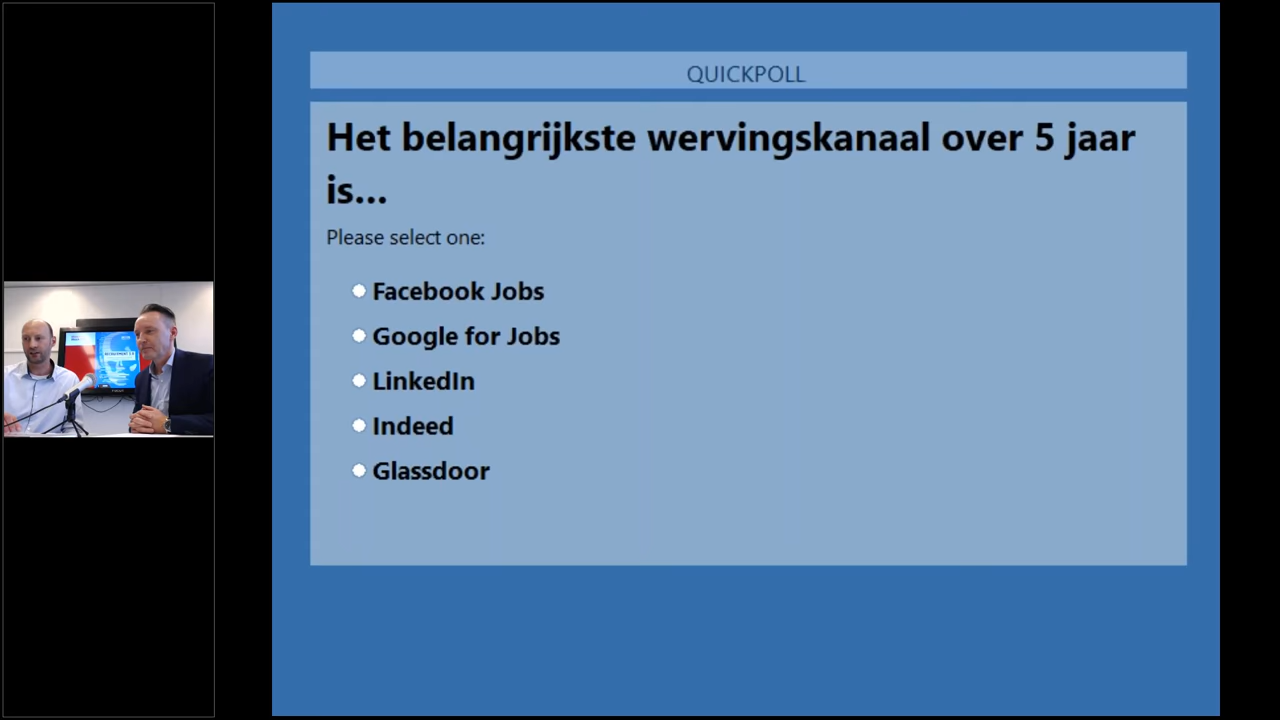 QUICKPOLL
Het belangrijkste wervingskanaal over 5 jaar
is...
Please select one:
Facebook Jobs
Google for Jobs
LinkedIn
Indeed
Glassdoor